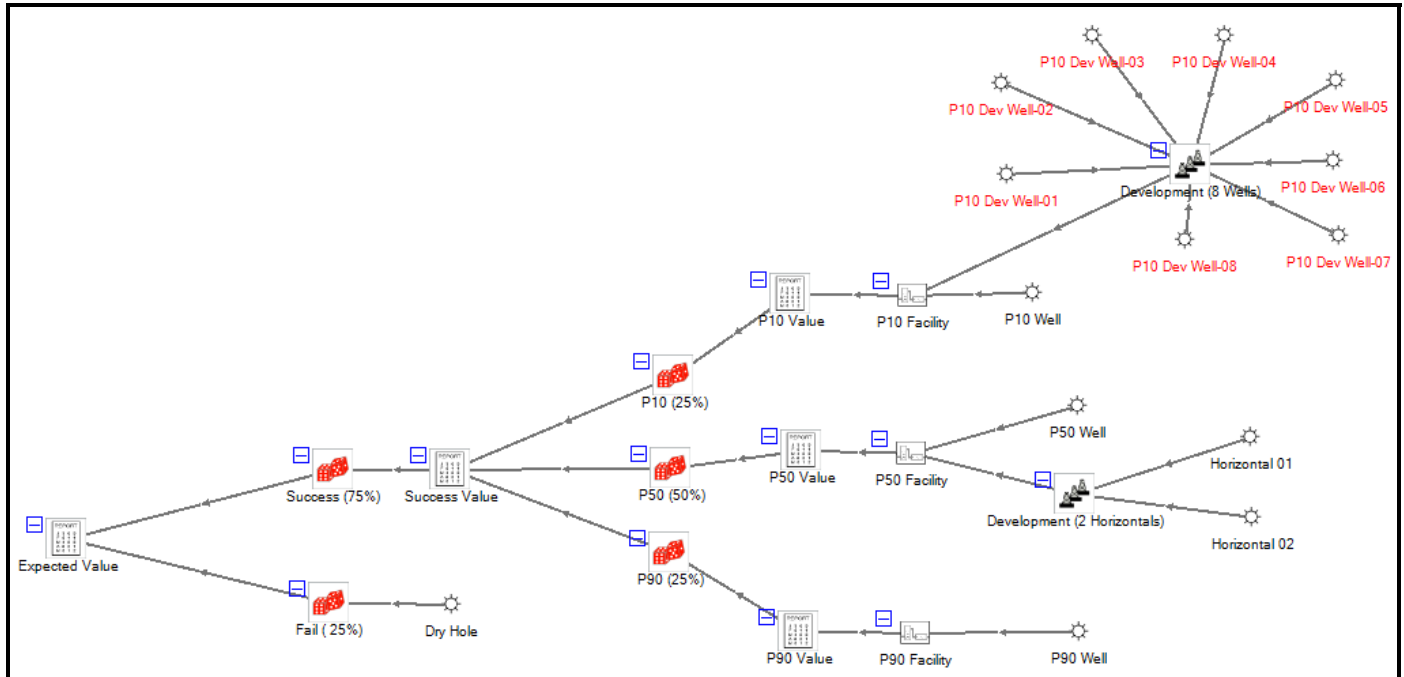 P10 Dev Well-03
P10 Dev Well-04
P10 Dev Well-02
P10 Dev Well-05
P10 Dev Well-01
Development (8 Wells)
P10 Dev Well-06
P10 Dev Well-08
P10 Dev Well-07
P10 Value
P10 Facility
P10 Well
P10 (25%)
P50 Well
Success (75%)
Success Value
P50 (50%)
P50 Value
P50 Facility
Horizontal 01
Development (2 Horizontals)
Horizontal 02
Expected Value
P90 (25%)
Fail ( 25%)
Dry Hole
P90 Value
P90 Facility
P90 Well